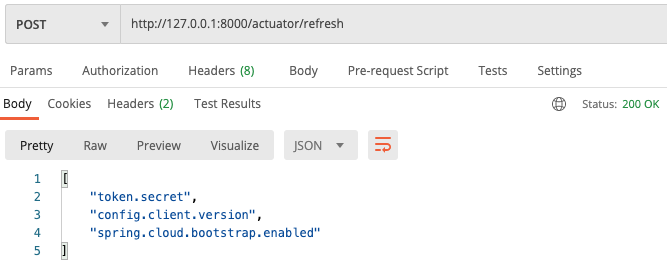 POST http://127.0.0.1:8000/actuator/refresh
Params Authorization Headers (8) Body Pre-request Script Tests Settings
Body Cookies Headers (2) Test Results Status: 200 OK
Pretty Raw Preview Visualize JSON
1 [
2 "token.secret",
3 "config.client.version",
4 "spring.cloud.bootstrap.enabled"
5 ]